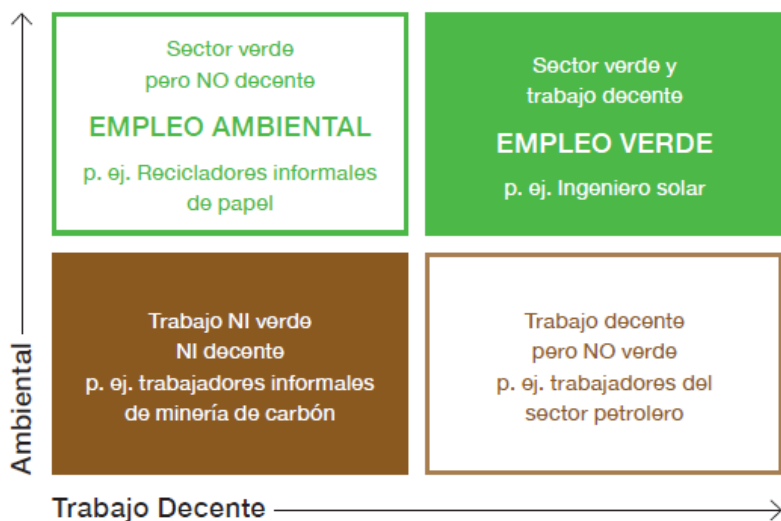 Sector verde
pero NO decente
EMPLEO AMBIENTAL
p. ej. Recicladores informales
de papel
Sector verde y
trabajo decente
EMPLEO VERDE
p. ej. Ingeniero solar
Trabajo NI verde
NI decente
p. ej. trabajadores informales
de minería de carbón
Trabajo decente
pero NO verde
p. ej. trabajadores del
sector petrolero
Ambiental
Trabajo Decente